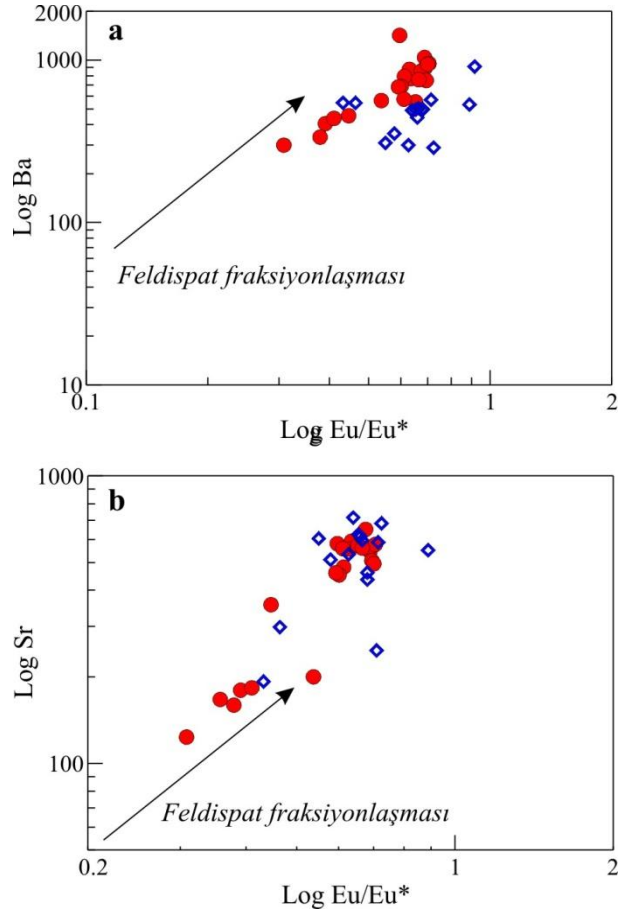 a
2000
1000
Log Ba
100
Feldispat fraksiyonlaşması
10
0.1
1
2
Log Eu/Eu*
b
1000
Log Sr
100
Feldispat fraksiyonlaşması
0.2
1
2
Log Eu/Eu*